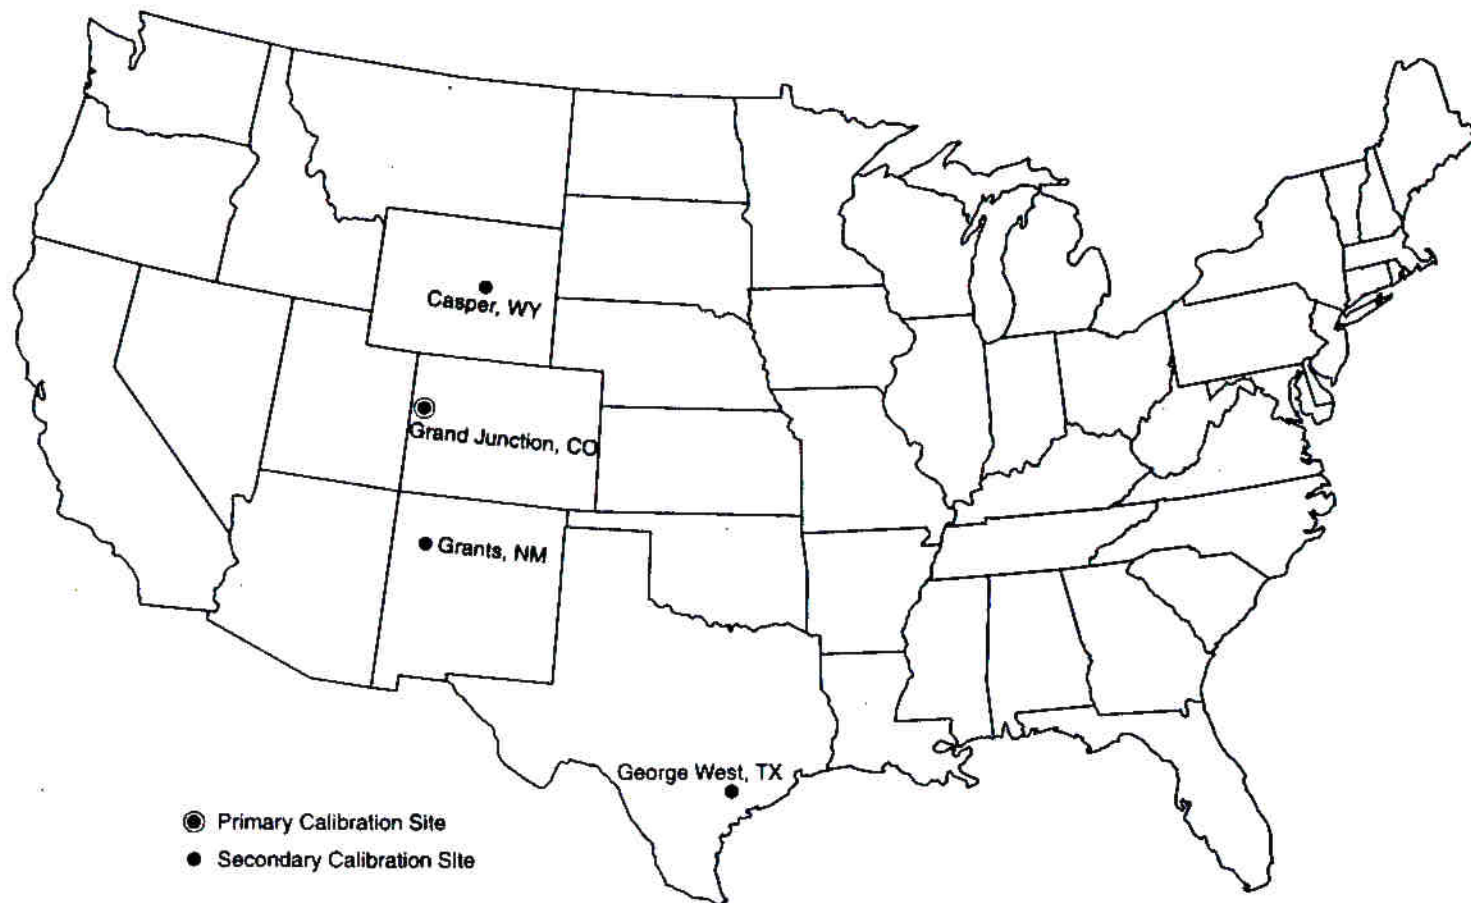 Casper, WY
Grand Junction, CO
Grants, NM
George West, TX
Primary Calibration Site
Secondary Calibration Site